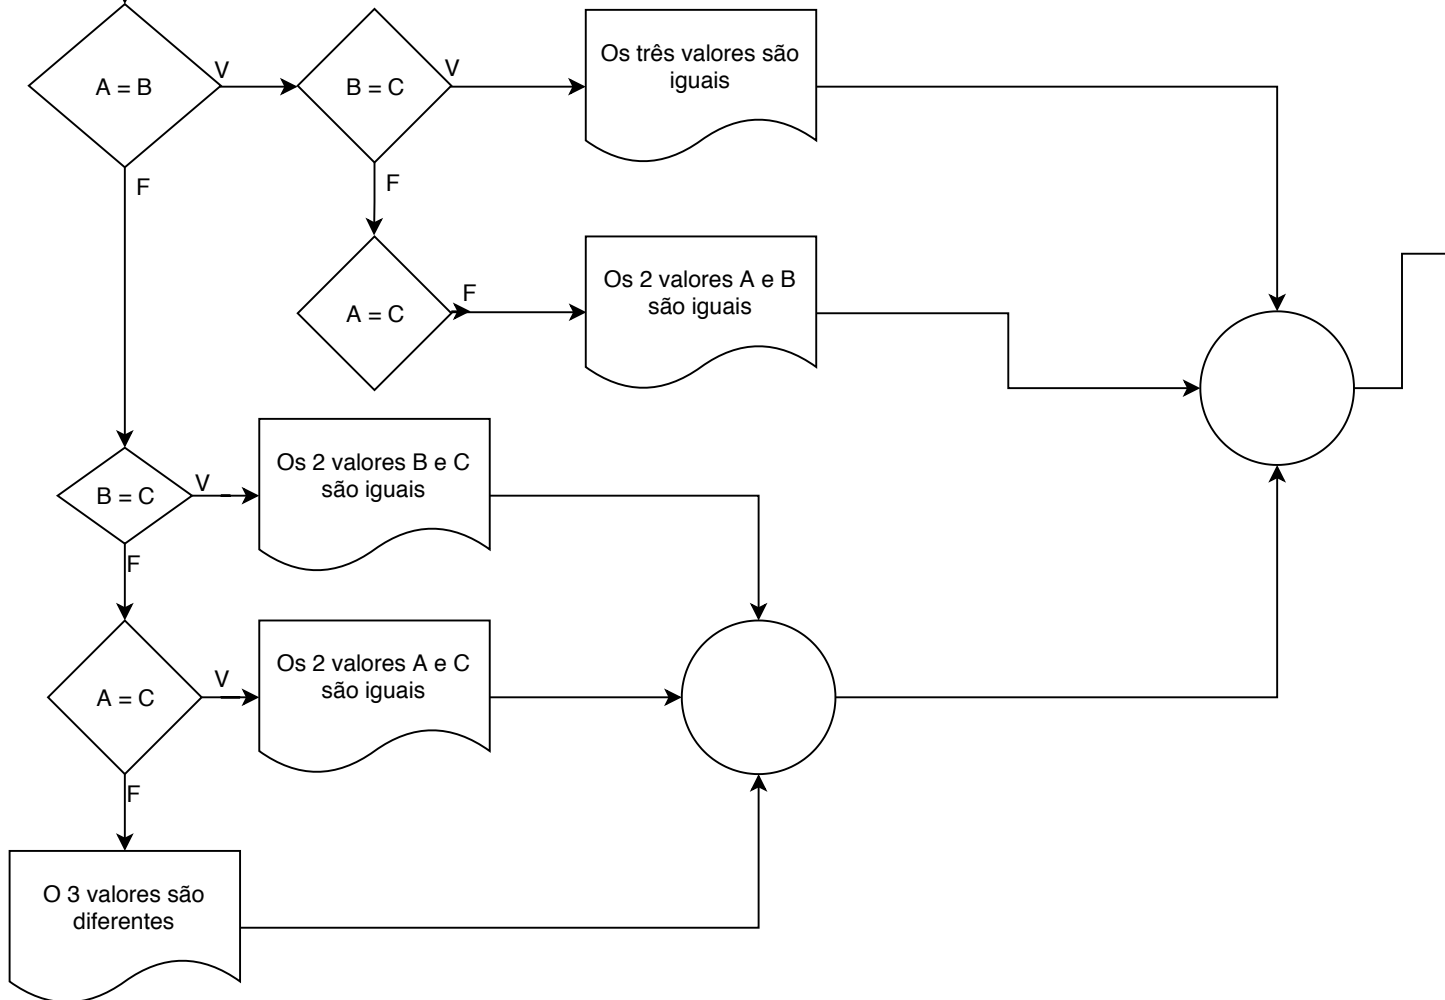 A = B
V
B = C
V
Os três valores são
iguais
F
F
A = C
F
Os 2 valores A e B
são iguais
B = C
V
Os 2 valores B e C
são iguais
F
A = C
V
Os 2 valores A e C
são iguais
F
O 3 valores são
diferentes